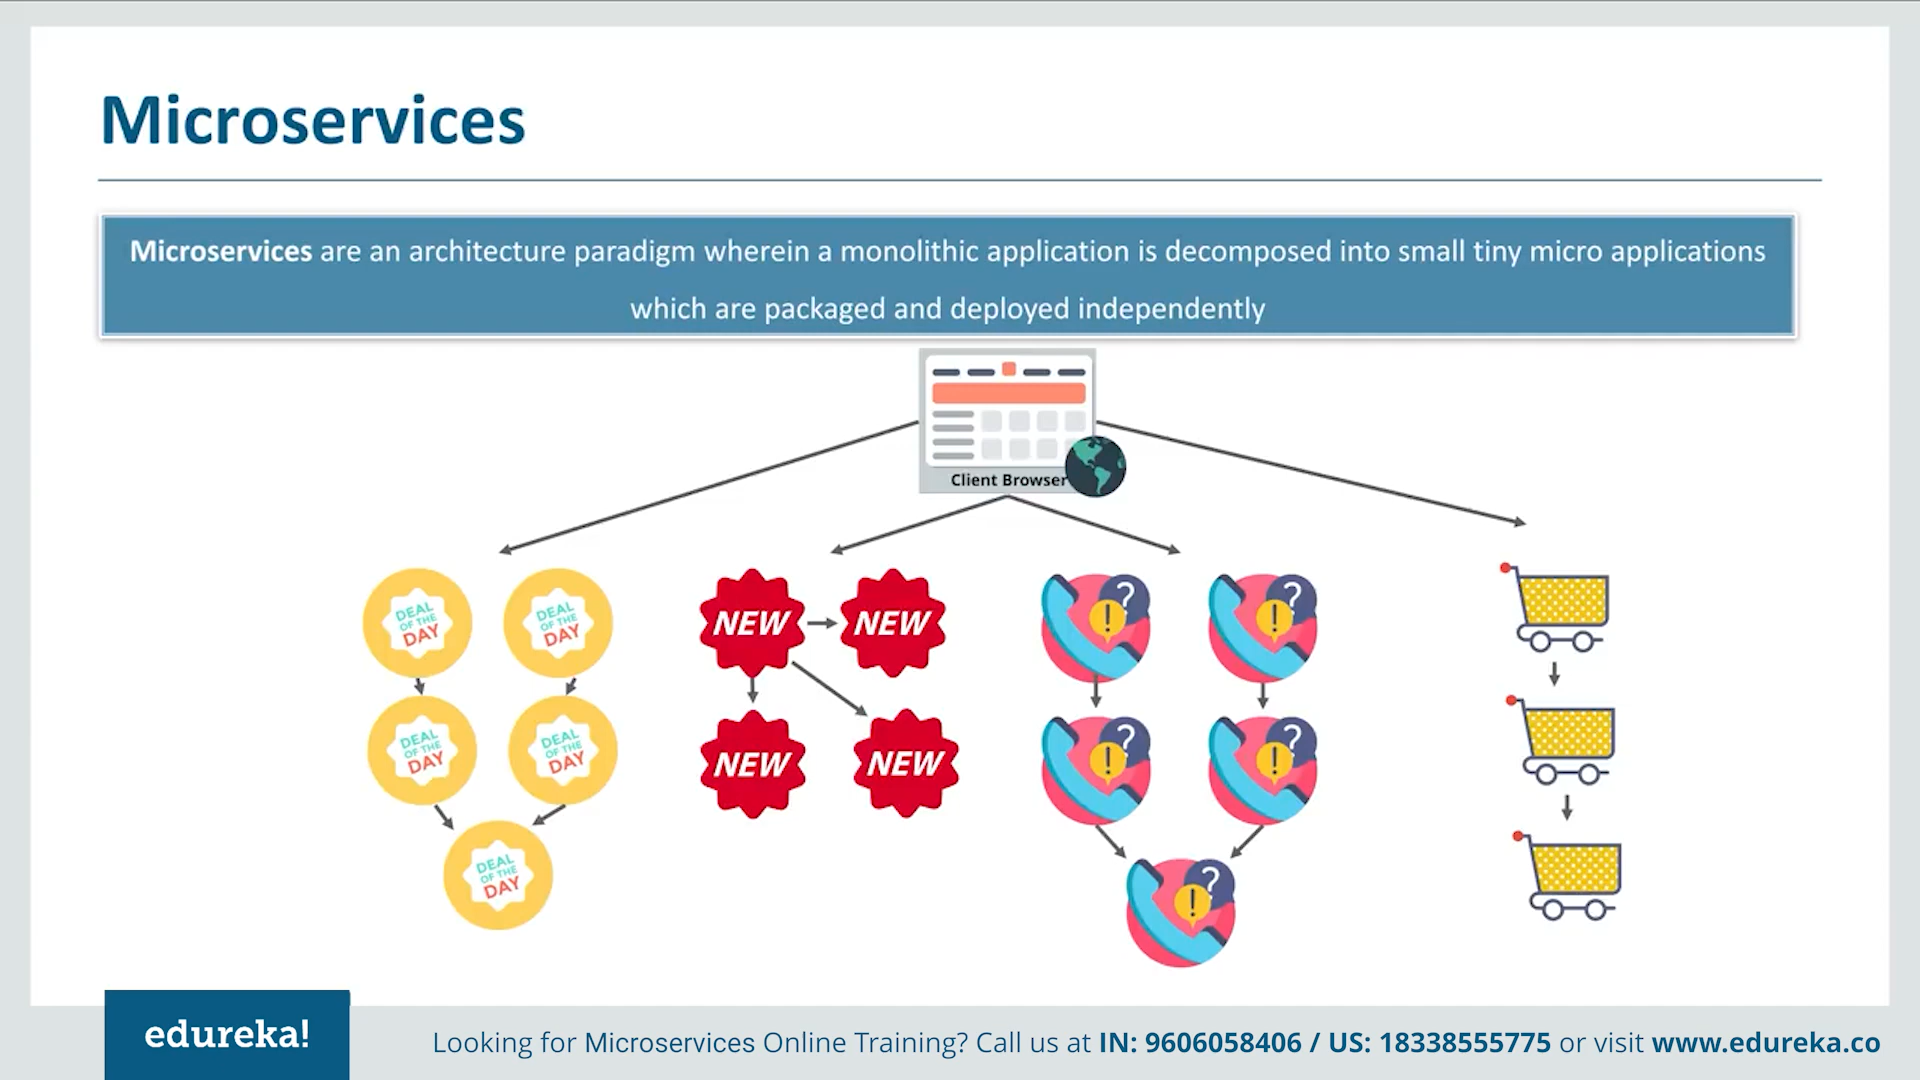 Microservices
Microservices are an architecture paradigm wherein a monolithic application is decomposed into small tiny micro applications
which are packaged and deployed independently
Client Browser
DEAL
OF THE
DAY
DEAL
OF THE
DAY
NEW
NEW
?
!
?
!
DEAL
OF THE
DAY
DEAL
OF THE
DAY
NEW
NEW
?
!
?
!
DEAL
OF THE
DAY
?
!
edureka!
Looking for Microservices Online Training? Call us at IN: 9606058406 / US: 18338555775 or visit www.edureka.co